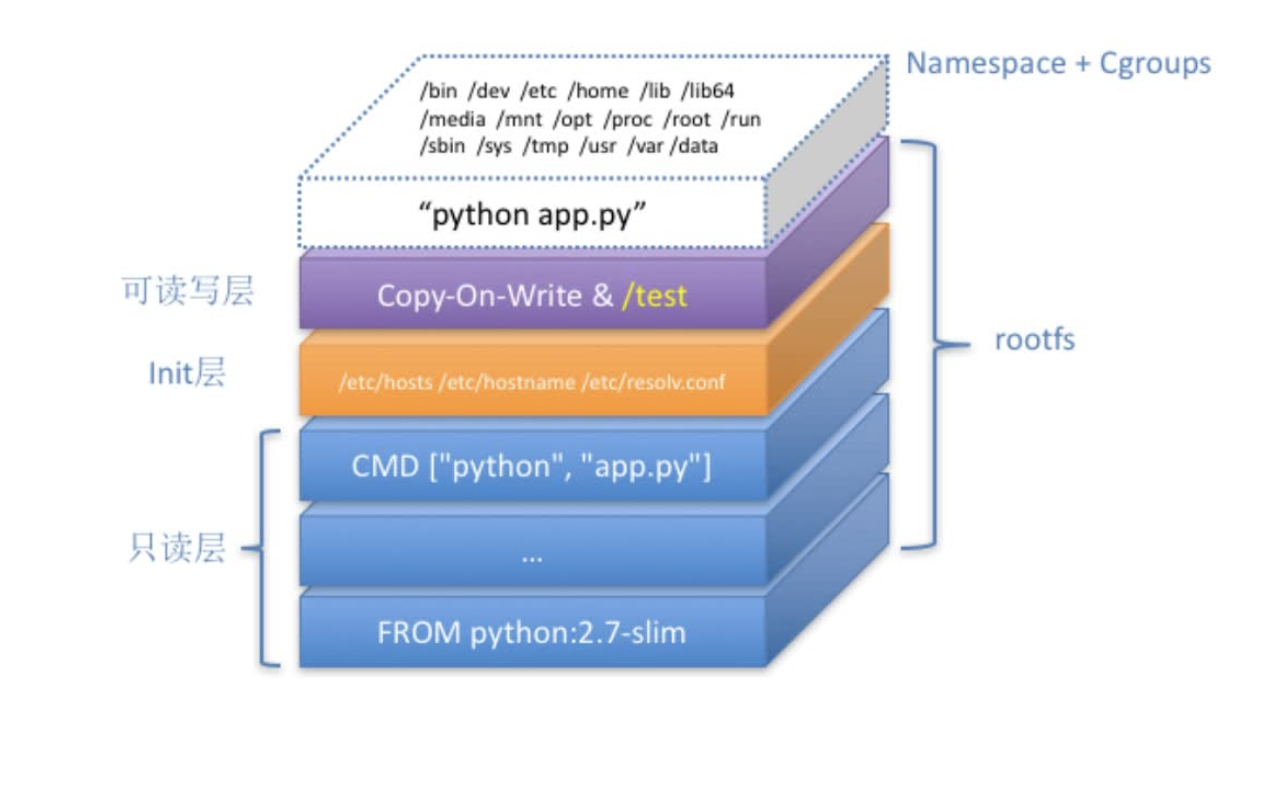 Namespace + Cgroups
/bin /dev /etc /home /lib /lib64
/media /mnt /opt /proc /root /run
/sbin /sys /tmp /usr /var /data
“python app.py”
可读写层
Copy-On-Write & /test
rootfs
Init层
/etc/hosts /etc/hostname /etc/resolv.conf
CMD ["python", "app.py"]
只读层
...
FROM python:2.7-slim